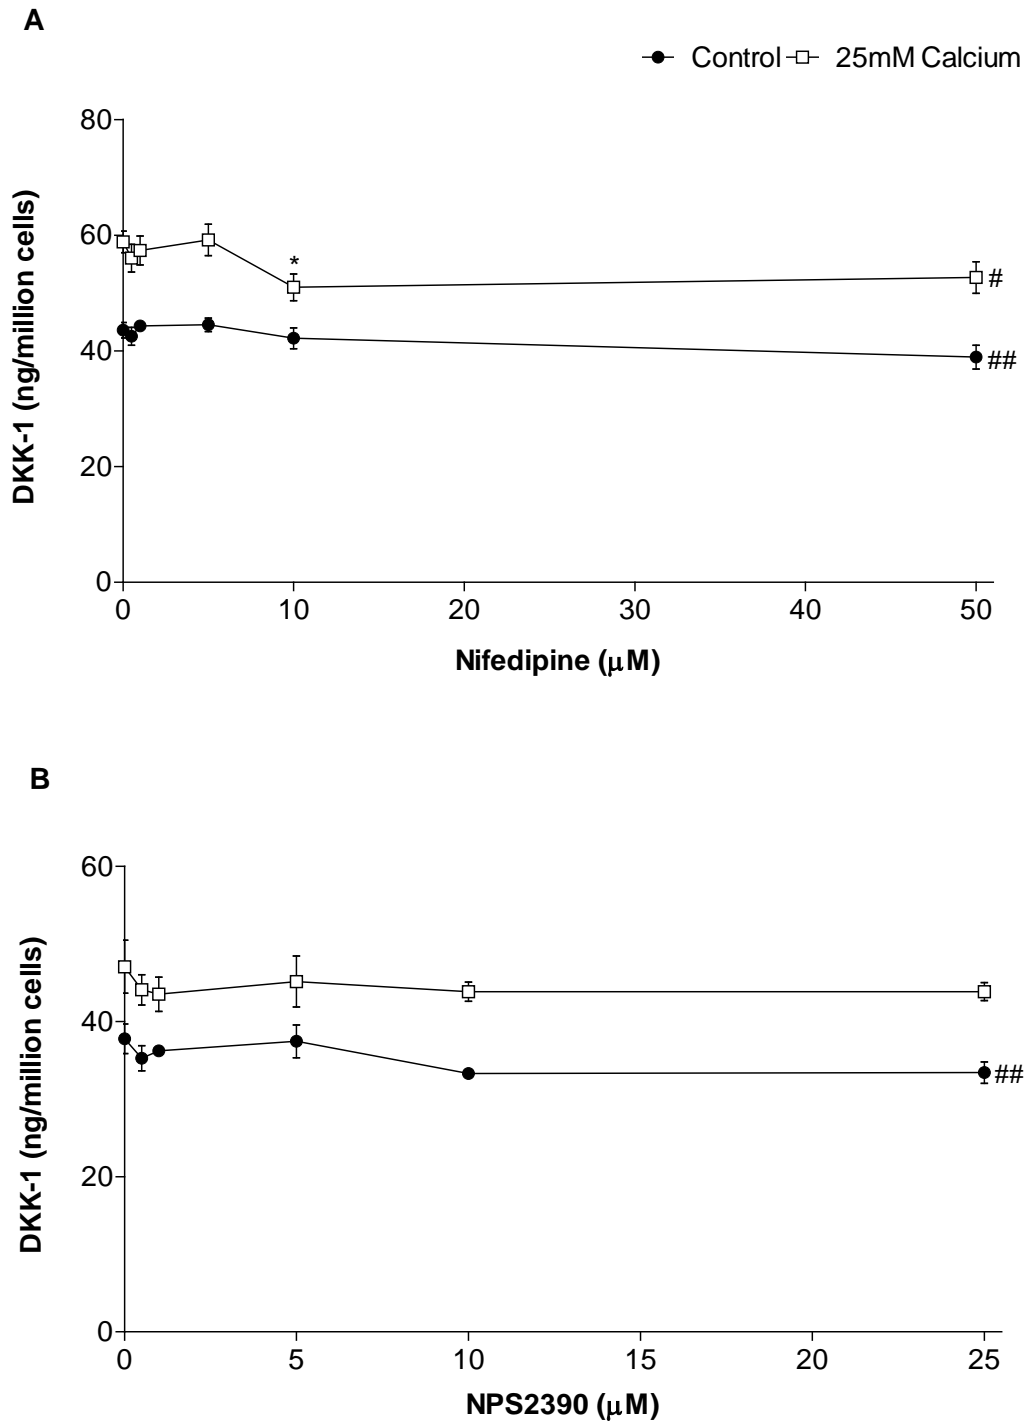 A
Control 25mM Calcium
80
60
40
20
0
DKK-1 (ng/million cells)
*
#
##
0 10 20 30 40 50
Nifedipine (μM)
B
60
40
20
0
DKK-1 (ng/million cells)
##
0 5 10 15 20 25
NPS2390 (μM)